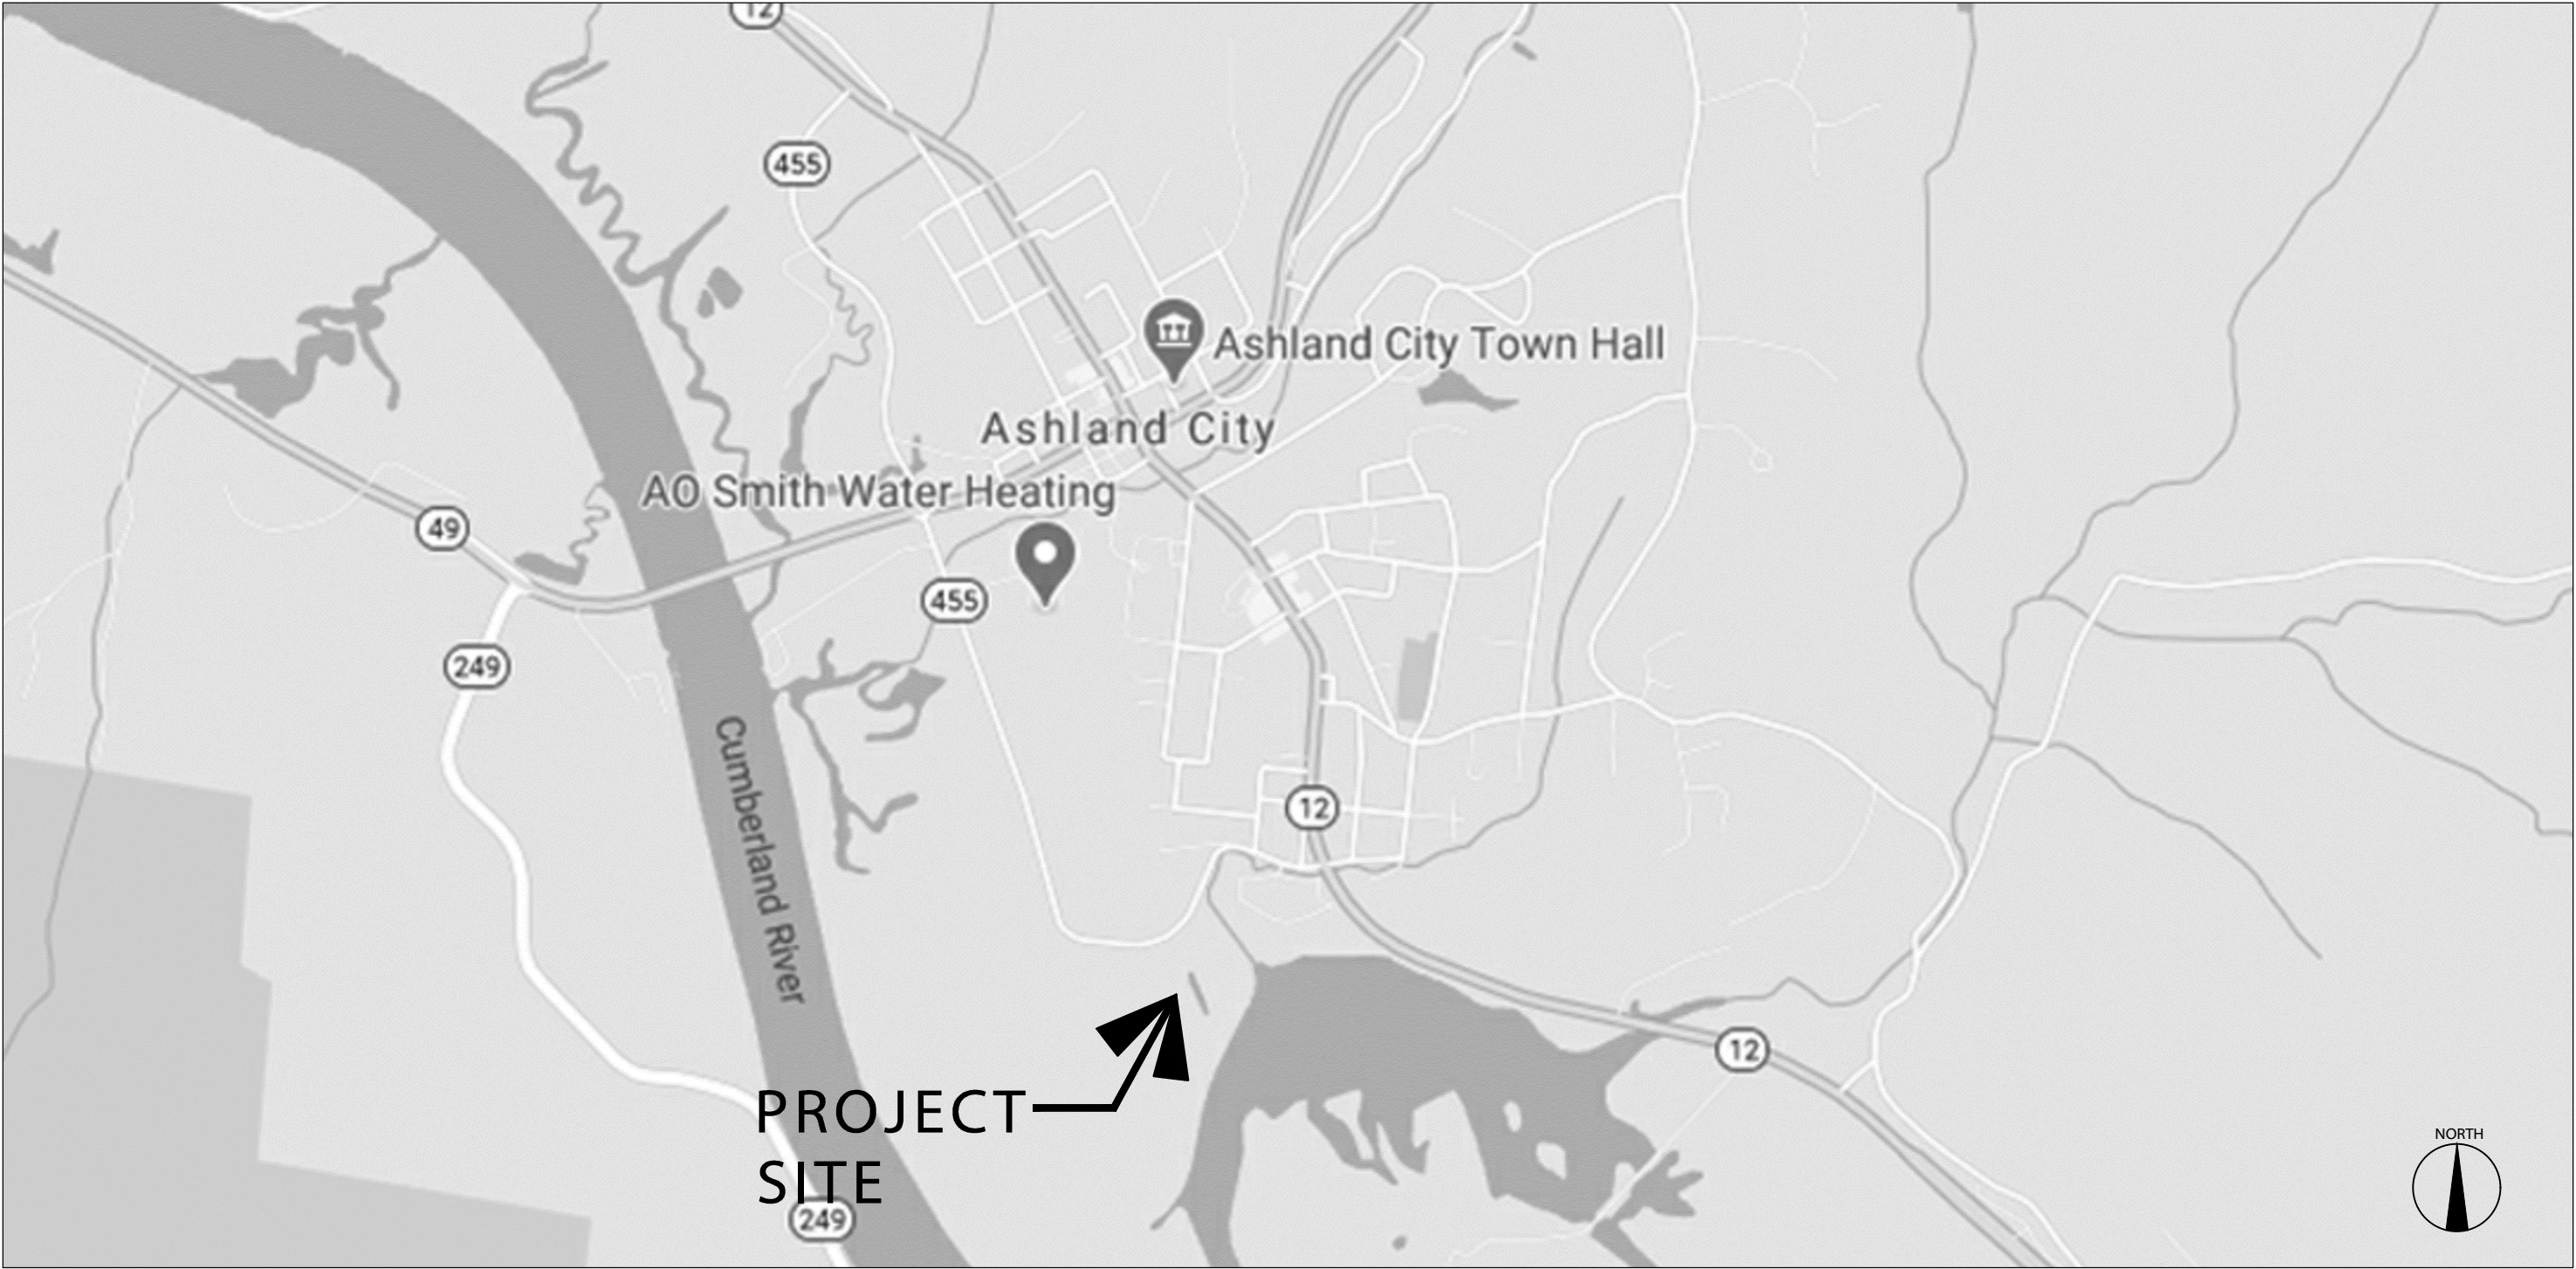 12
455
Ashland City Town Hall
Ashland City
AO Smith Water Heating
49
455
249
Cumberland River
12
12
PROJECT
SITE
249
NORTH